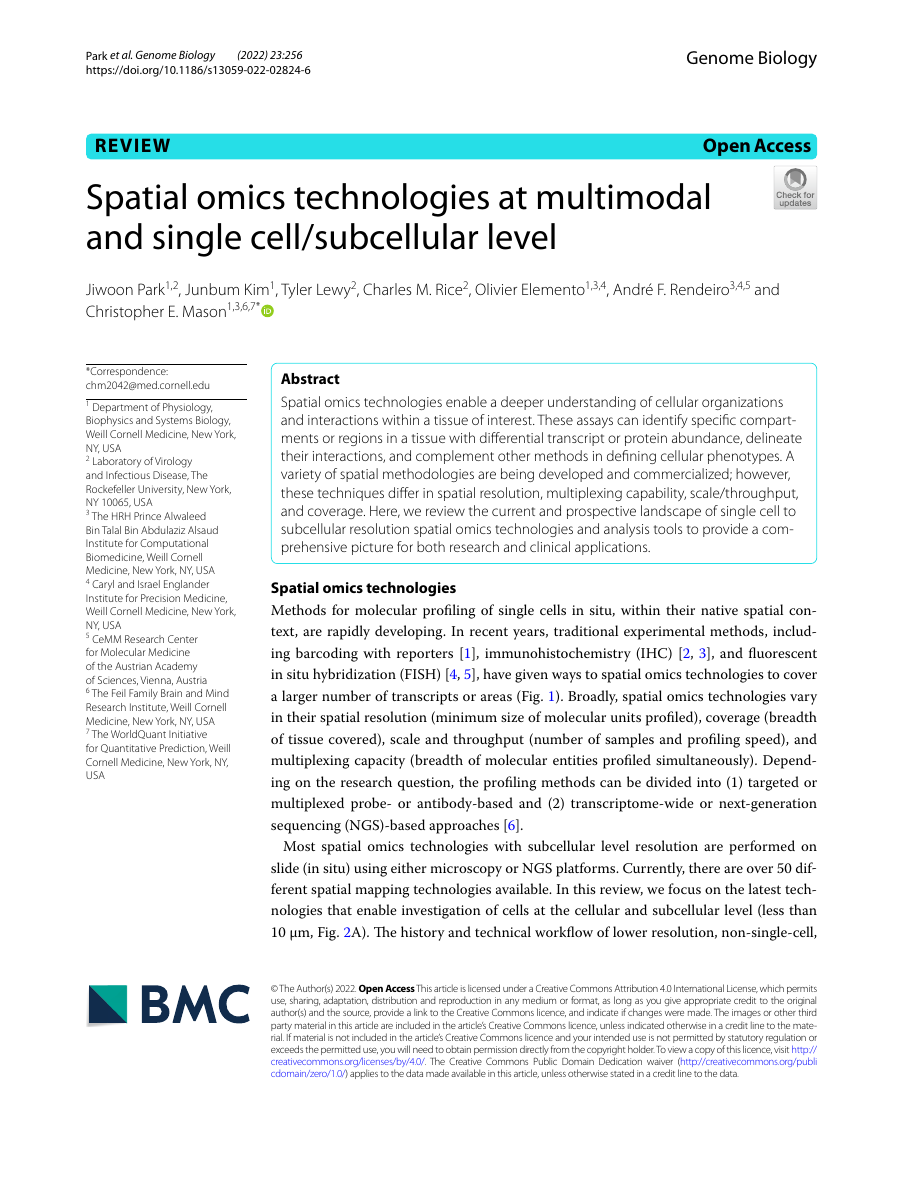 Park et al. Genome Biology (2022) 23:256
https://doi.org/10.1186/s13059-022-02824-6
Genome Biology
REVIEW
Open Access
Check for
updates
Spatial omics technologies at multimodal
and single cell/subcellular level
Jiwoon Park1,2, Junbum Kim1, Tyler Lewy2, Charles M. Rice2, Olivier Elemento1,3,4, André F. Rendeiro3,4,5 and
Christopher E. Mason1,3,6,7* iD
*Correspondence:
chm2042@med.cornell.edu
1 Department of Physiology,
Biophysics and Systems Biology,
Weill Cornell Medicine, New York,
NY, USA
2 Laboratory of Virology
and Infectious Disease, The
Rockefeller University, New York,
NY 10065, USA
3 The HRH Prince Alwaleed
Bin Talal Bin Abdulaziz Alsaud
Institute for Computational
Biomedicine, Weill Cornell
Medicine, New York, NY, USA
4 Caryl and Israel Englander
Institute for Precision Medicine,
Weill Cornell Medicine, New York,
NY, USA
5 CeMM Research Center
for Molecular Medicine
of the Austrian Academy
of Sciences, Vienna, Austria
6 The Feil Family Brain and Mind
Research Institute, Weill Cornell
Medicine, New York, NY, USA
7 The WorldQuant Initiative
for Quantitative Prediction, Weill
Cornell Medicine, New York, NY,
USA
Abstract
Spatial omics technologies enable a deeper understanding of cellular organizations
and interactions within a tissue of interest. These assays can identify specific compart-
ments or regions in a tissue with differential transcript or protein abundance, delineate
their interactions, and complement other methods in defining cellular phenotypes. A
variety of spatial methodologies are being developed and commercialized; however,
these techniques differ in spatial resolution, multiplexing capability, scale/throughput,
and coverage. Here, we review the current and prospective landscape of single cell to
subcellular resolution spatial omics technologies and analysis tools to provide a com-
prehensive picture for both research and clinical applications.
Spatial omics technologies
Methods for molecular profiling of single cells in situ, within their native spatial con-
text, are rapidly developing. In recent years, traditional experimental methods, includ-
ing barcoding with reporters [1], immunohistochemistry (IHC) [2, 3], and fluorescent
in situ hybridization (FISH) [4, 5], have given ways to spatial omics technologies to cover
a larger number of transcripts or areas (Fig. 1). Broadly, spatial omics technologies vary
in their spatial resolution (minimum size of molecular units profiled), coverage (breadth
of tissue covered), scale and throughput (number of samples and profiling speed), and
multiplexing capacity (breadth of molecular entities profiled simultaneously). Depend-
ing on the research question, the profiling methods can be divided into (1) targeted or
multiplexed probe- or antibody-based and (2) transcriptome-wide or next-generation
sequencing (NGS)-based approaches [6].
Most spatial omics technologies with subcellular level resolution are performed on
slide (in situ) using either microscopy or NGS platforms. Currently, there are over 50 dif-
ferent spatial mapping technologies available. In this review, we focus on the latest tech-
nologies that enable investigation of cells at the cellular and subcellular level (less than
10 μm, Fig. 2A). The history and technical workflow of lower resolution, non-single-cell,
BMC
© The Author(s) 2022. Open Access This article is licensed under a Creative Commons Attribution 4.0 International License, which permits
use, sharing, adaptation, distribution and reproduction in any medium or format, as long as you give appropriate credit to the original
author(s) and the source, provide a link to the Creative Commons licence, and indicate if changes were made. The images or other third
party material in this article are included in the article's Creative Commons licence, unless indicated otherwise in a credit line to the mate-
rial. If material is not included in the article's Creative Commons licence and your intended use is not permitted by statutory regulation or
exceeds the permitted use, you will need to obtain permission directly from the copyright holder. To view a copy of this licence, visit http://
creativecommons.org/licenses/by/4.0/. The Creative Commons Public Domain Dedication waiver (http://creativecommons.org/publi
cdomain/zero/1.0/) applies to the data made available in this article, unless otherwise stated in a credit line to the data.